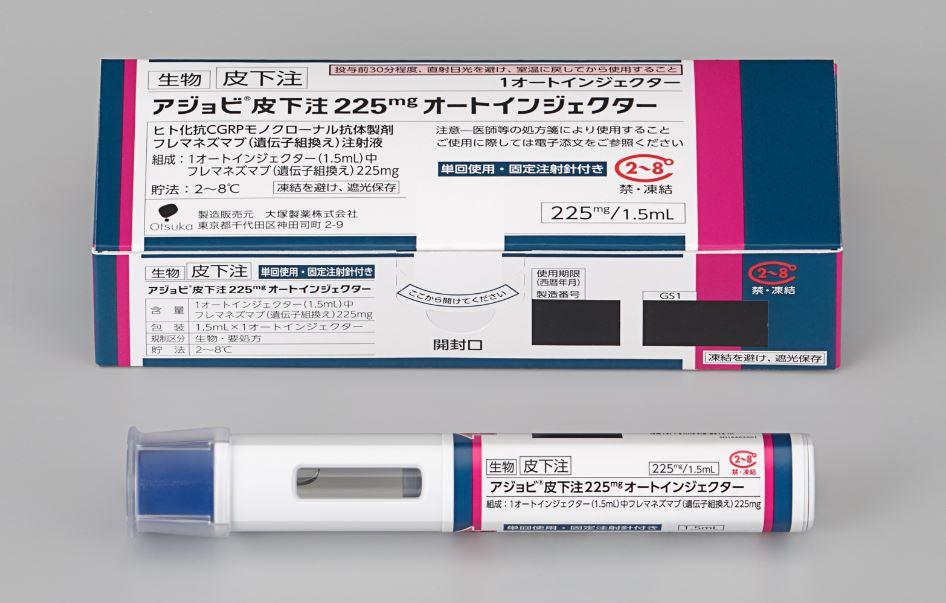 生物 皮下注
投与前30分程度、直射日光を避け、室温に戻してから使用すること
1オートインジェクター
アジョビ®皮下注225mgオートインジェクター
ヒト化抗CGRPモノクローナル抗体製剤
フレマネズマブ(遺伝子組換え)注射液
組成:1オートインジェクター(1.5mL)中
フレマネズマブ(遺伝子組換え)225mg
貯法:2~8℃ 凍結を避け、遮光保存
注意—医師等の処方箋により使用すること
ご使用に際しては電子添文をご参照ください
単回使用・固定注射針付き
2~8°
禁・凍結
225mg/1.5mL
Otsuka
製造販売元 大塚製薬株式会社
東京都千代田区神田司町2-9
生物 皮下注 単回使用・固定注射針付き
アジョビ®皮下注225mgオートインジェクター
含量 1オートインジェクター(1.5mL)中
フレマネズマブ(遺伝子組換え)225mg
包装 1.5mL×1オートインジェクター
規制区分 生物・要処方
貯法 2~8℃
ここから開けてください
開封口
使用期限
(西暦年月)
製造番号
GS1
2~8°
禁・凍結
凍結を避け、遮光保存
生物 皮下注
225mg/1.5mL
2~8°
禁・凍結
アジョビ®皮下注225mgオートインジェクター
組成:1オートインジェクター(1.5mL)中フレマネズマブ(遺伝子組換え)225mg
単回使用・固定注射針付き
1.5mL